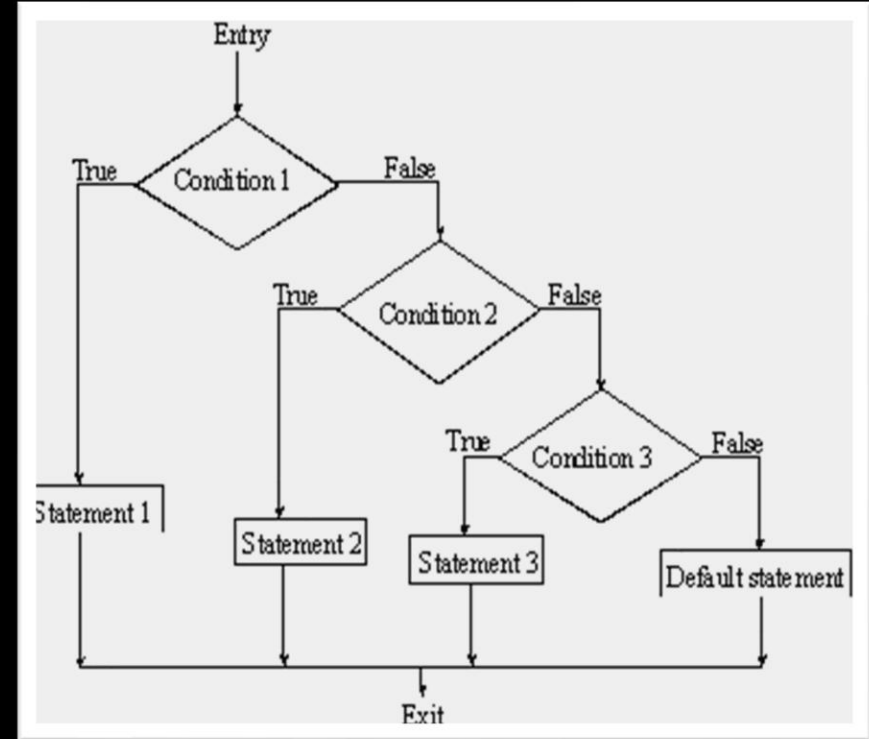 Entry
True
Condition 1
False
True
Condition 2
False
True
Condition 3
False
Statement 1
Statement 2
Statement 3
Default statement
Exit